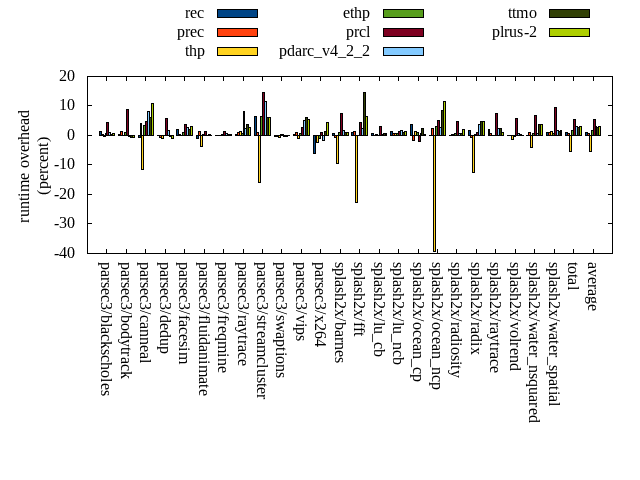 rec ethp ttmo
prec prcl plrus-2
thp pdarc_v4_2_2
runtime overhead
(percent)
20
10
0
-10
-20
-30
-40
parsec3/blackscholes
parsec3/bodytrack
parsec3/canneal
parsec3/dedup
parsec3/facesim
parsec3/fluidanimate
parsec3/freqmine
parsec3/raytrace
parsec3/streamcluster
parsec3/swaptions
parsec3/vips
parsec3/x264
splash2x/barnes
splash2x/fft
splash2x/lu_cb
splash2x/lu_ncb
splash2x/ocean_cp
splash2x/ocean_ncp
splash2x/radiosity
splash2x/radix
splash2x/raytrace
splash2x/volrend
splash2x/water_nsquared
splash2x/water_spatial
total
average